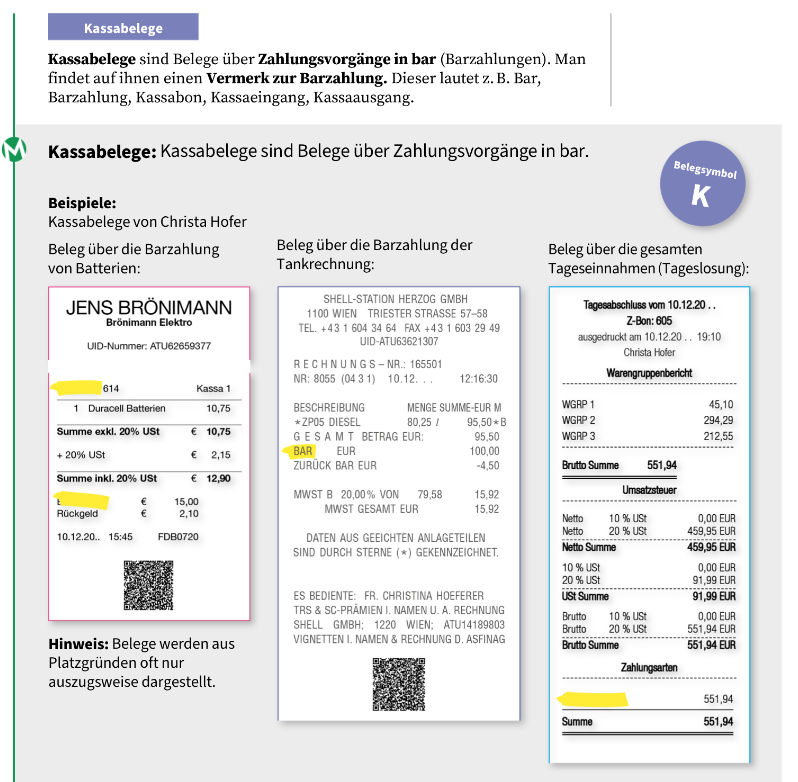 Kassabelege
Kassabelege sind Belege über Zahlungsvorgänge in bar (Barzahlungen). Man
findet auf ihnen einen Vermerk zur Barzahlung. Dieser lautet z. B. Bar,
Barzahlung, Kassabon, Kassaeingang, Kassaausgang.
Kassabelege: Kassabelege sind Belege über Zahlungsvorgänge in bar.
Belegsymbol
K
Beispiele:
Kassabelege von Christa Hofer
Beleg über die Barzahlung
von Batterien:
JENS BRÖNIMANN
Brönimann Elektro
UID-Nummer: ATU62659377
614 Kassa 1
1 Duracell Batterien 10,75
Summe exkl. 20% USt € 10,75
+ 20% USt € 2,15
Summe inkl. 20% USt € 12,90
€ 15,00
Rückgeld € 2,10
10.12.20.. 15:45 FDB0720
Hinweis: Belege werden aus
Platzgründen oft nur
auszugsweise dargestellt.
Beleg über die Barzahlung der
Tankrechnung:
SHELL-STATION HERZOG GMBH
1100 WIEN TRIESTER STRASSE 57–58
TEL. +43 1 604 34 64 FAX +43 1 603 29 49
UID-ATU63621307
RECHNUNGS – NR.: 165501
NR: 8055 (04 3 1) 10.12. . . 12:16:30
BESCHREIBUNG MENGE SUMME-EUR M
*ZP05 DIESEL 80,25 / 95,50*B
GESAMT BETRAG EUR: 95,50
BAR EUR 100,00
ZURÜCK BAR EUR -4,50
MWST B 20,00% VON 79,58 15,92
MWST GESAMT EUR 15,92
DATEN AUS GEEICHTEN ANLAGETEILEN
SIND DURCH STERNE (*) GEKENNZEICHNET.
ES BEDIENTE: FR. CHRISTINA HOEFERER
TRS & SC-PRÄMIEN I. NAMEN U. A. RECHNUNG
SHELL GMBH; 1220 WIEN; ATU14189803
VIGNETTEN I. NAMEN & RECHNUNG D. ASFINAG
Beleg über die gesamten
Tageseinnahmen (Tageslosung):
Tagesabschluss vom 10.12.20 . .
Z-Bon: 605
ausgedruckt am 10.12.20 . . 19:10
Christa Hofer
Warengruppenbericht
WGRP 1 45,10
WGRP 2 294,29
WGRP 3 212,55
Brutto Summe 551,94
Umsatzsteuer
Netto 10 % USt 0,00 EUR
Netto 20 % USt 459,95 EUR
Netto Summe 459,95 EUR
10 % USt 0,00 EUR
20 % USt 91,99 EUR
USt Summe 91,99 EUR
Brutto 10 % USt 0,00 EUR
Brutto 20 % USt 551,94 EUR
Brutto Summe 551,94 EUR
Zahlungsarten
551,94
Summe 551,94